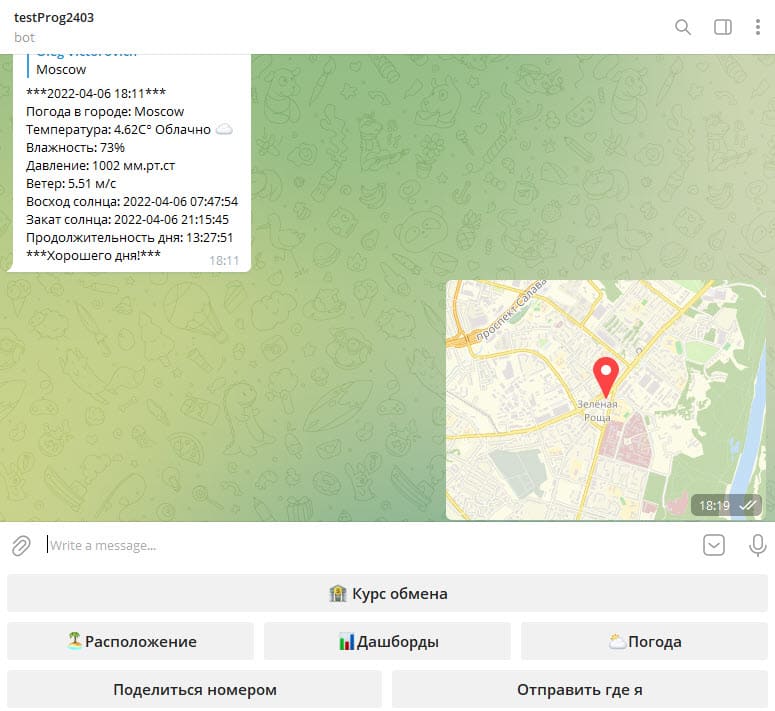 testProg2403
bot
Oleg Victorovich
Moscow
***2022-04-06 18:11***
Погода в городе: Moscow
Температура: 4.62C° Облачно ☁️
Влажность: 73%
Давление: 1002 мм.рт.ст
Ветер: 5.51 м/с
Восход солнца: 2022-04-06 07:47:54
Закат солнца: 2022-04-06 21:15:45
Продолжительность дня: 13:27:51
***Хорошего дня!***
18:11
проспект Салава
Зеленая
Роща
18:19
Write a message...
Курс обмена
Расположение
Дашборды
Погода
Поделиться номером
Отправить где я